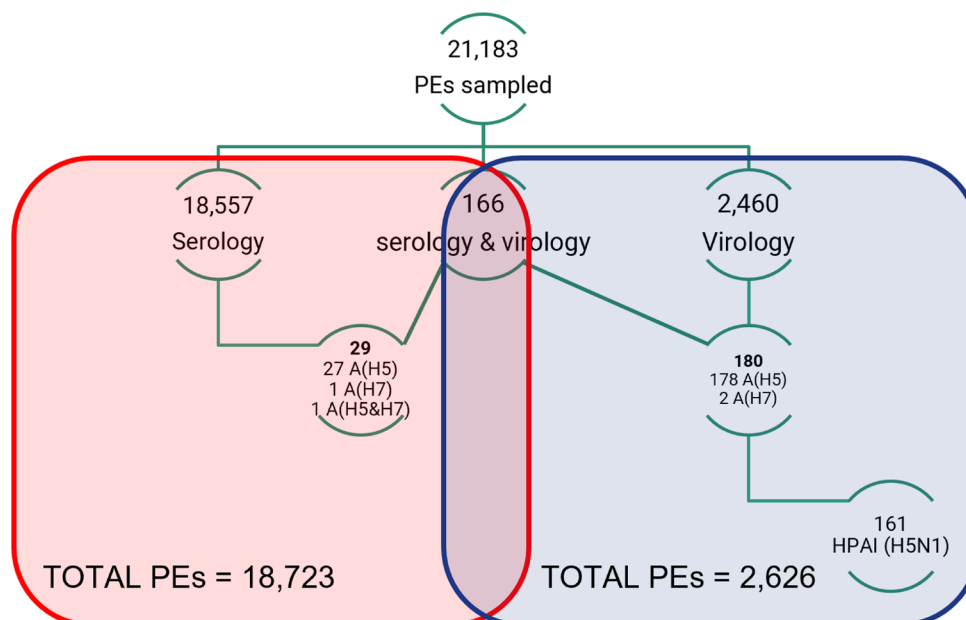 21,183
PEs sampled
18,557
Serology
166
serology & virology
2,460
Virology
29
27 A(H5)
1 A(H7)
1 A(H5&H7)
180
178 A(H5)
2 A(H7)
161
HPAI (H5N1)
TOTAL PEs = 18,723
TOTAL PEs = 2,626